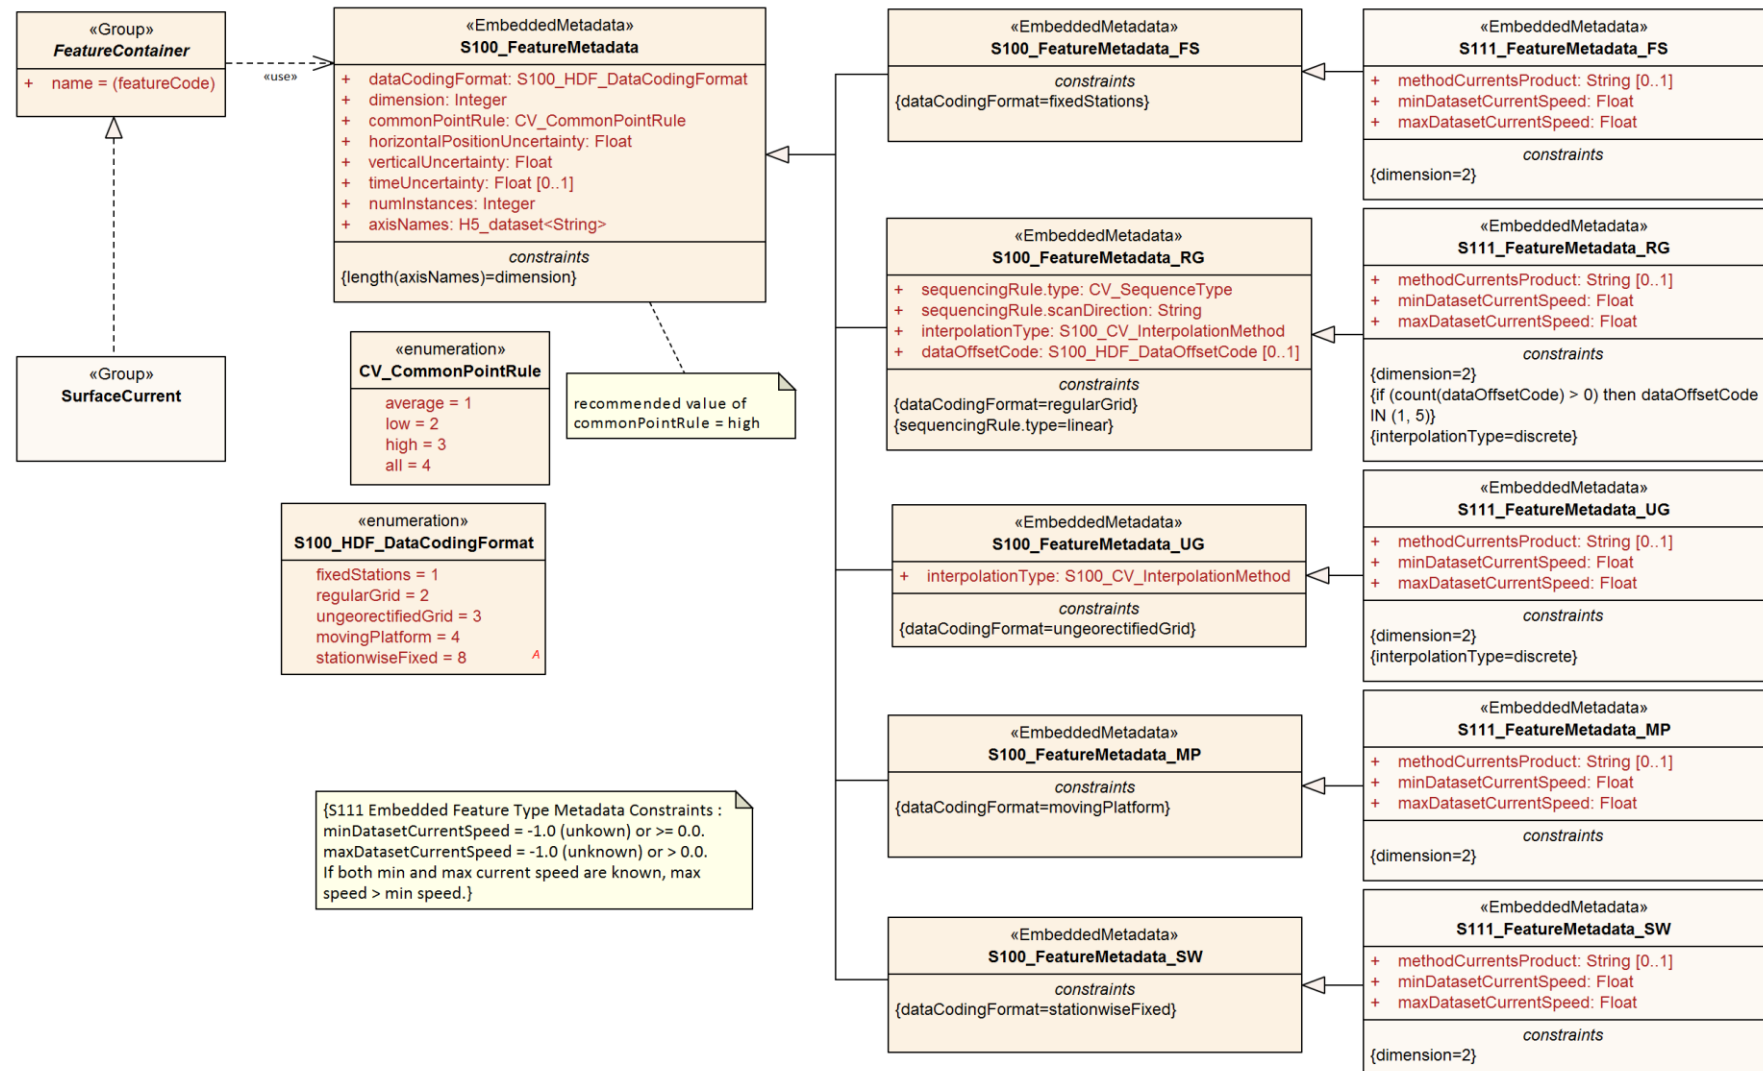 «Group»
FeatureContainer
+ name = (featureCode)
«use»
«Group»
SurfaceCurrent
«EmbeddedMetadata»
S100_FeatureMetadata
+ dataCodingFormat: S100_HDF_DataCodingFormat
+ dimension: Integer
+ commonPointRule: CV_CommonPointRule
+ horizontalPositionUncertainty: Float
+ verticalUncertainty: Float
+ timeUncertainty: Float [0..1]
+ numInstances: Integer
+ axisNames: H5_dataset<String>
constraints
{length(axisNames)=dimension}
«enumeration»
CV_CommonPointRule
average = 1
low = 2
high = 3
all = 4
recommended value of
commonPointRule = high
«enumeration»
S100_HDF_DataCodingFormat
fixedStations = 1
regularGrid = 2
ungeorectifiedGrid = 3
movingPlatform = 4
stationwiseFixed = 8
A
{S111 Embedded Feature Type Metadata Constraints :
minDatasetCurrentSpeed = -1.0 (unkown) or >= 0.0.
maxDatasetCurrentSpeed = -1.0 (unknown) or > 0.0.
If both min and max current speed are known, max
speed > min speed.}
«EmbeddedMetadata»
S100_FeatureMetadata_FS
constraints
{dataCodingFormat=fixedStations}
«EmbeddedMetadata»
S100_FeatureMetadata_RG
+ sequencingRule.type: CV_SequenceType
+ sequencingRule.scanDirection: String
+ interpolationType: S100_CV_InterpolationMethod
+ dataOffsetCode: S100_HDF_DataOffsetCode [0..1]
constraints
{dataCodingFormat=regularGrid}
{sequencingRule.type=linear}
«EmbeddedMetadata»
S100_FeatureMetadata_UG
+ interpolationType: S100_CV_InterpolationMethod
constraints
{dataCodingFormat=ungeorectifiedGrid}
«EmbeddedMetadata»
S100_FeatureMetadata_MP
constraints
{dataCodingFormat=movingPlatform}
«EmbeddedMetadata»
S100_FeatureMetadata_SW
constraints
{dataCodingFormat=stationwiseFixed}
«EmbeddedMetadata»
S111_FeatureMetadata_FS
+ methodCurrentsProduct: String [0..1]
+ minDatasetCurrentSpeed: Float
+ maxDatasetCurrentSpeed: Float
constraints
{dimension=2}
«EmbeddedMetadata»
S111_FeatureMetadata_RG
+ methodCurrentsProduct: String [0..1]
+ minDatasetCurrentSpeed: Float
+ maxDatasetCurrentSpeed: Float
constraints
{dimension=2}
{if (count(dataOffsetCode) > 0) then dataOffsetCode
IN (1, 5)}
{interpolationType=discrete}
«EmbeddedMetadata»
S111_FeatureMetadata_UG
+ methodCurrentsProduct: String [0..1]
+ minDatasetCurrentSpeed: Float
+ maxDatasetCurrentSpeed: Float
constraints
{dimension=2}
{interpolationType=discrete}
«EmbeddedMetadata»
S111_FeatureMetadata_MP
+ methodCurrentsProduct: String [0..1]
+ minDatasetCurrentSpeed: Float
+ maxDatasetCurrentSpeed: Float
constraints
{dimension=2}
«EmbeddedMetadata»
S111_FeatureMetadata_SW
+ methodCurrentsProduct: String [0..1]
+ minDatasetCurrentSpeed: Float
+ maxDatasetCurrentSpeed: Float
constraints
{dimension=2}